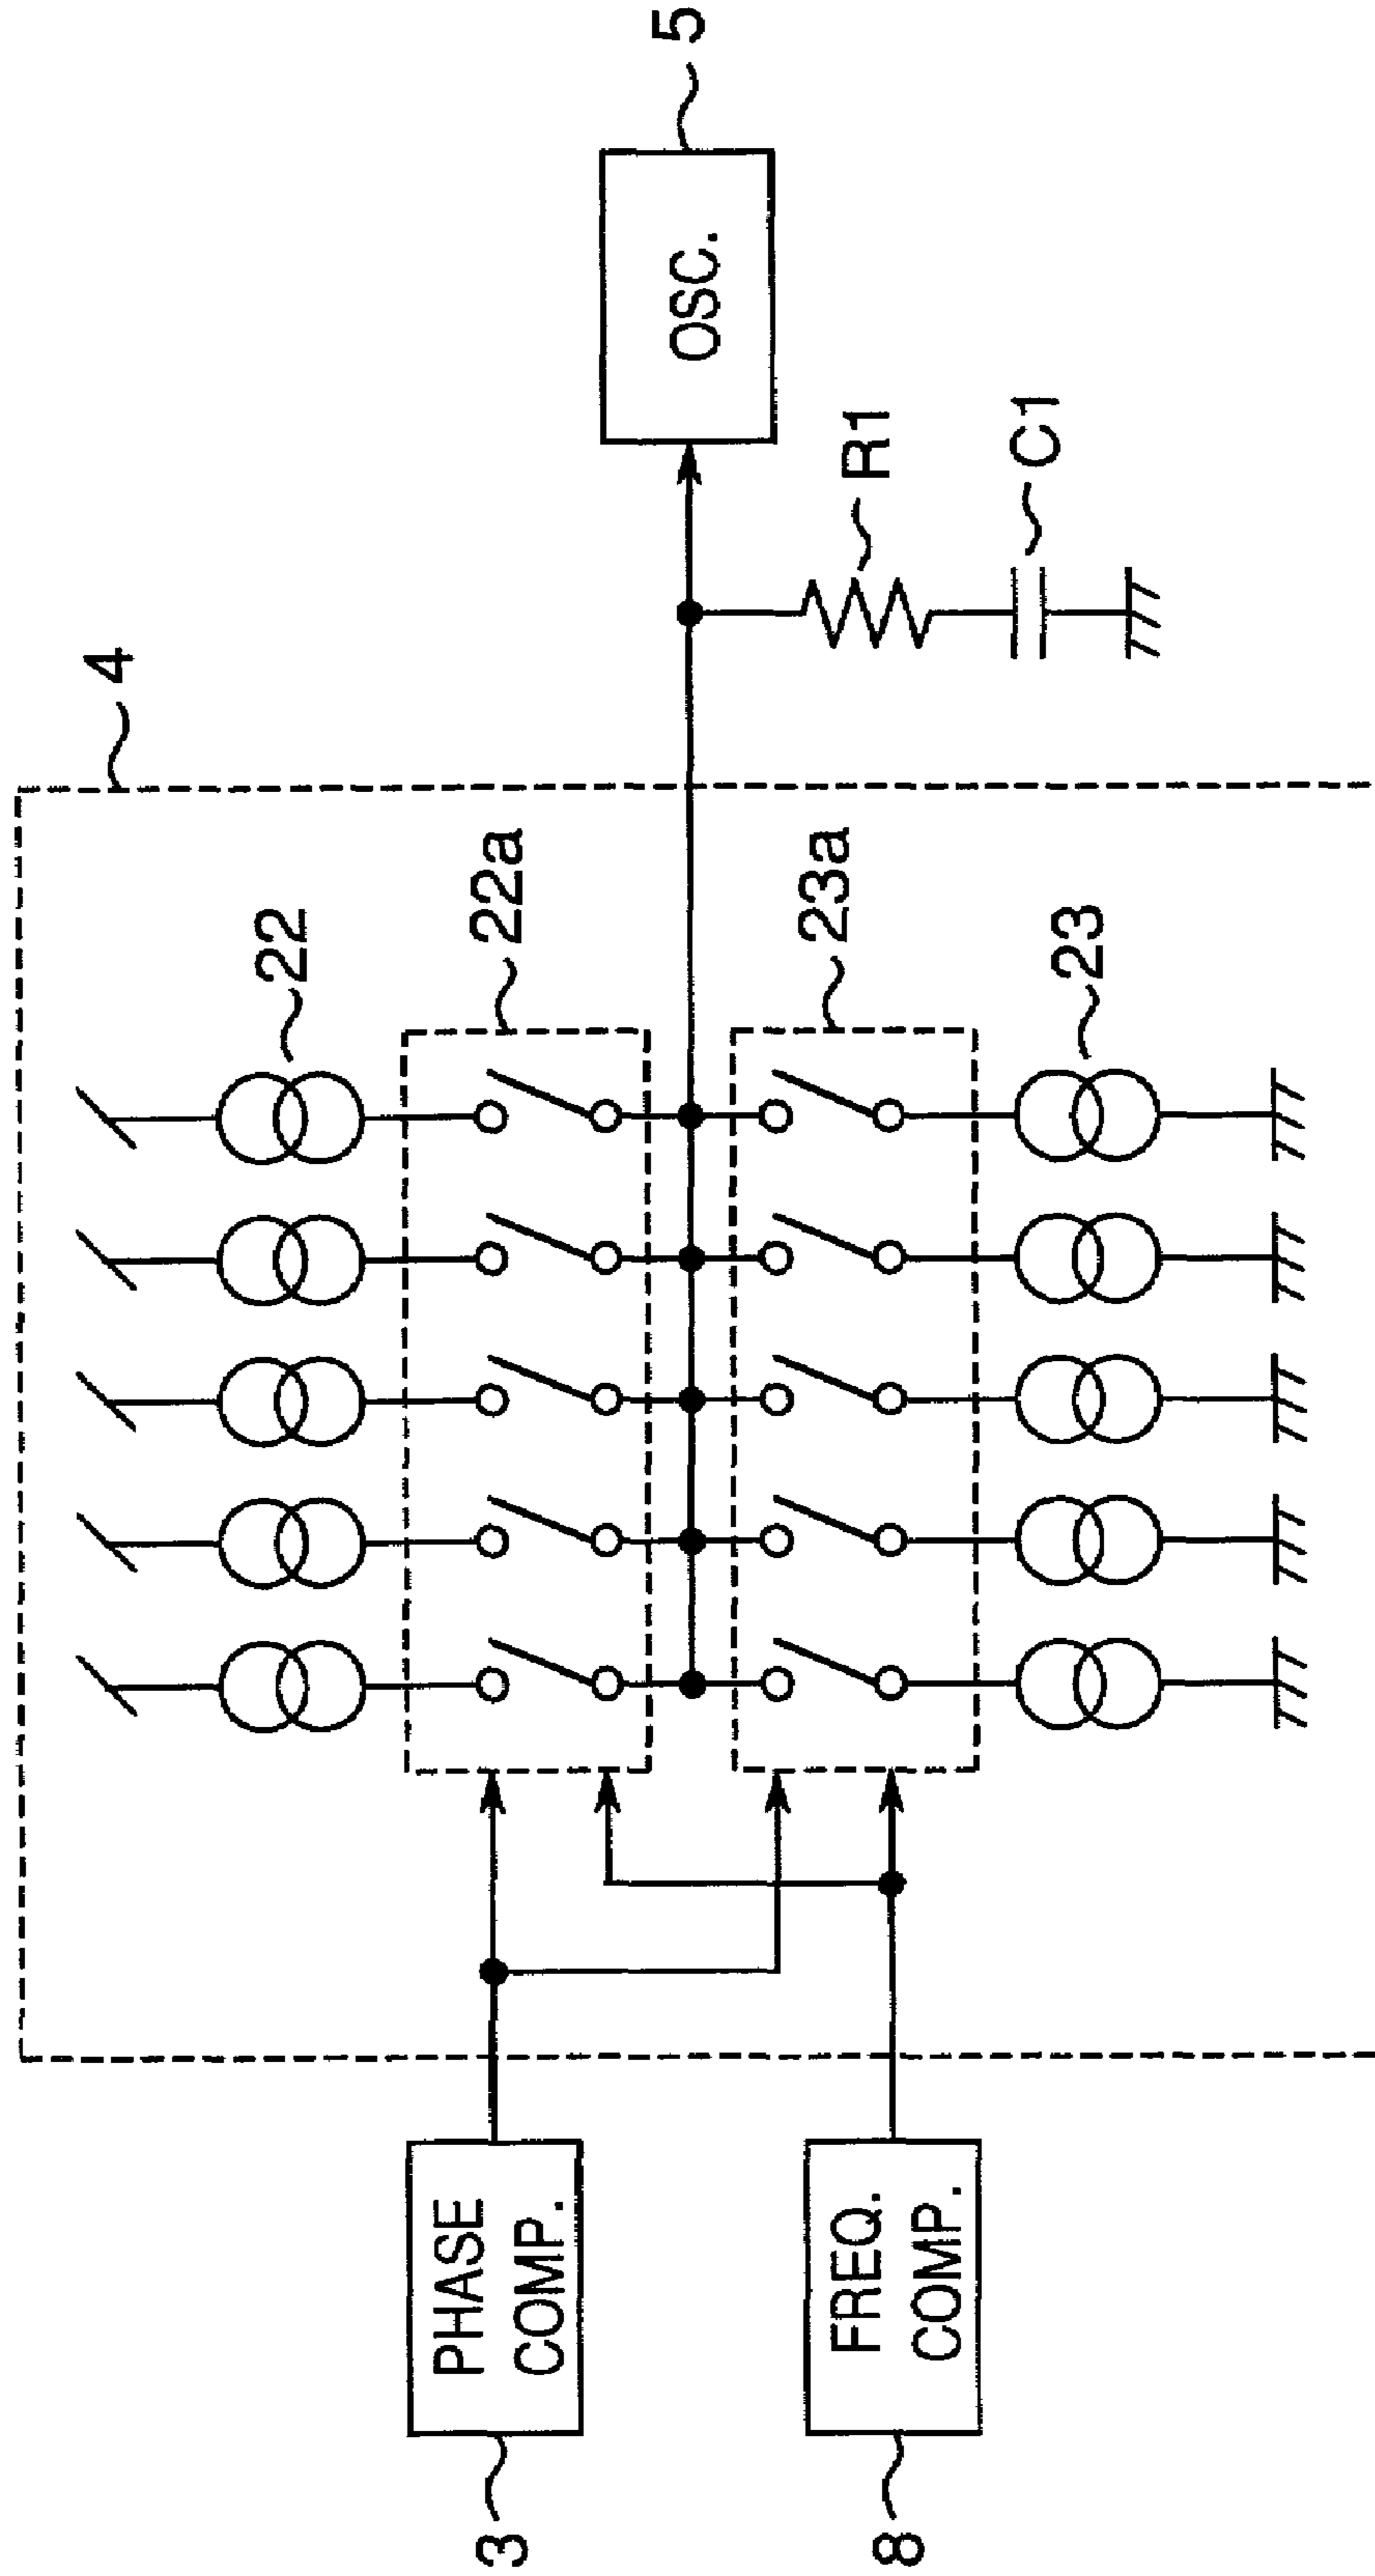 4
22
22a
5
OSC.
PHASE
COMP.
3
R1
23a
C1
23
FREQ.
COMP.
8